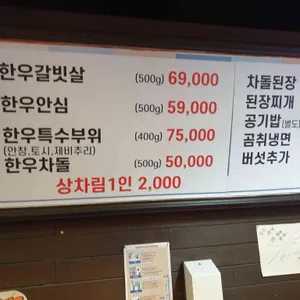 한우갈빗살 (500g) 69,000
한우안심 (500g) 59,000
한우특수부위 (400g) 75,000
(안창,토시,제비추리)
한우차돌 (500g) 50,000
상차림1인 2,000
차돌된장
된장찌개
공기밥(별도)
곰취냉면
버섯추가